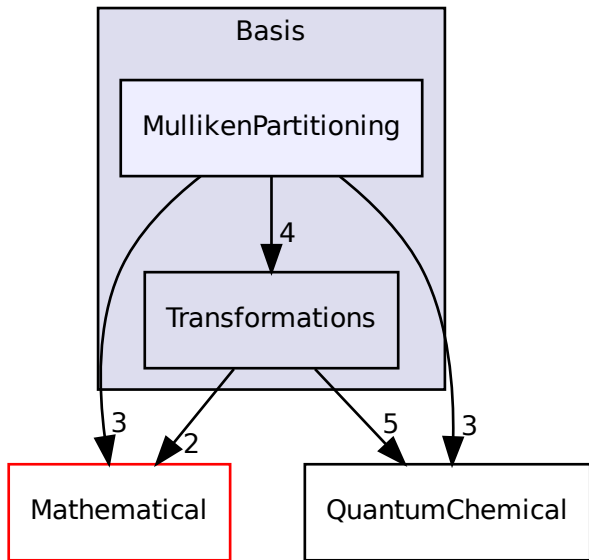 Basis
MullikenPartitioning
4
Transformations
3
2
5
3
Mathematical
QuantumChemical